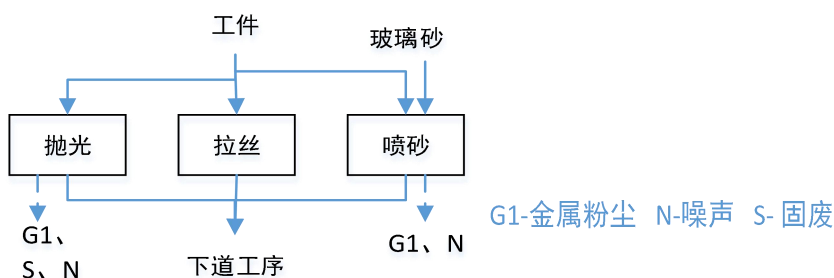 工件
玻璃砂
抛光
拉丝
喷砂
G1、
S、N
下道工序
G1、N
G1-金属粉尘 N-噪声 S- 固废